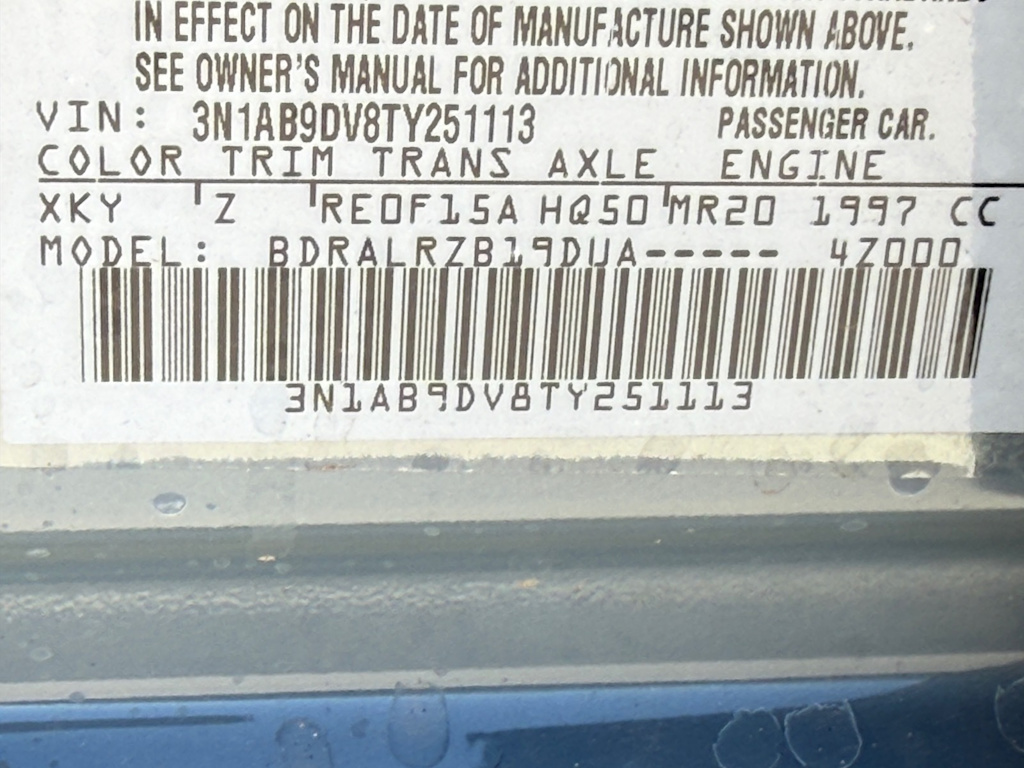 IN EFFECT ON THE DATE OF MANUFACTURE SHOWN ABOVE.
SEE OWNER'S MANUAL FOR ADDITIONAL INFORMATION.
VIN: 3N1AB9DV8TY251113 PASSENGER CAR.
COLOR TRIM TRANS AXLE ENGINE
XKY Z RE0F15A HQ50 MR20 1997 CC
MODEL: BDRALRZB19DUA----- 4Z000
3N1AB9DV8TY251113